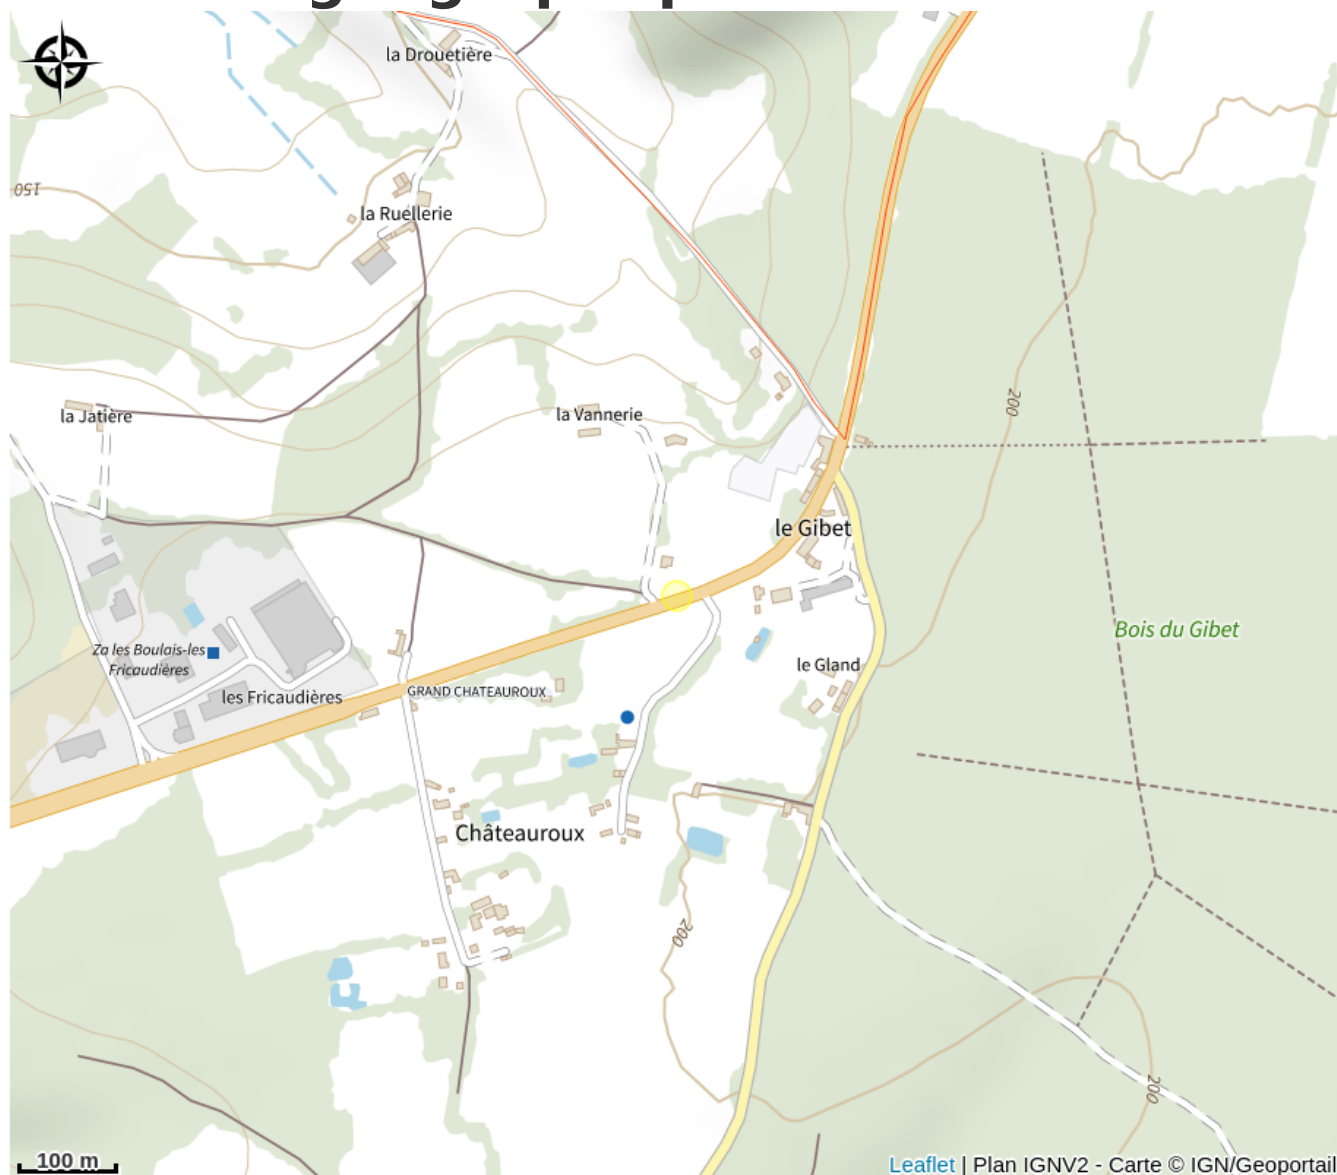 la Drouetière
150
la Ruellerie
la Jatière
la Vannerie
200
le Gibet
Bois du Gibet
Za les Boulais-les
Fricaudières
le Gland
les Fricaudières
GRAND CHATEAUROUX
Châteauroux
200
200
100 m
Leaflet | Plan IGNV2 - Carte © IGN/Geoportail